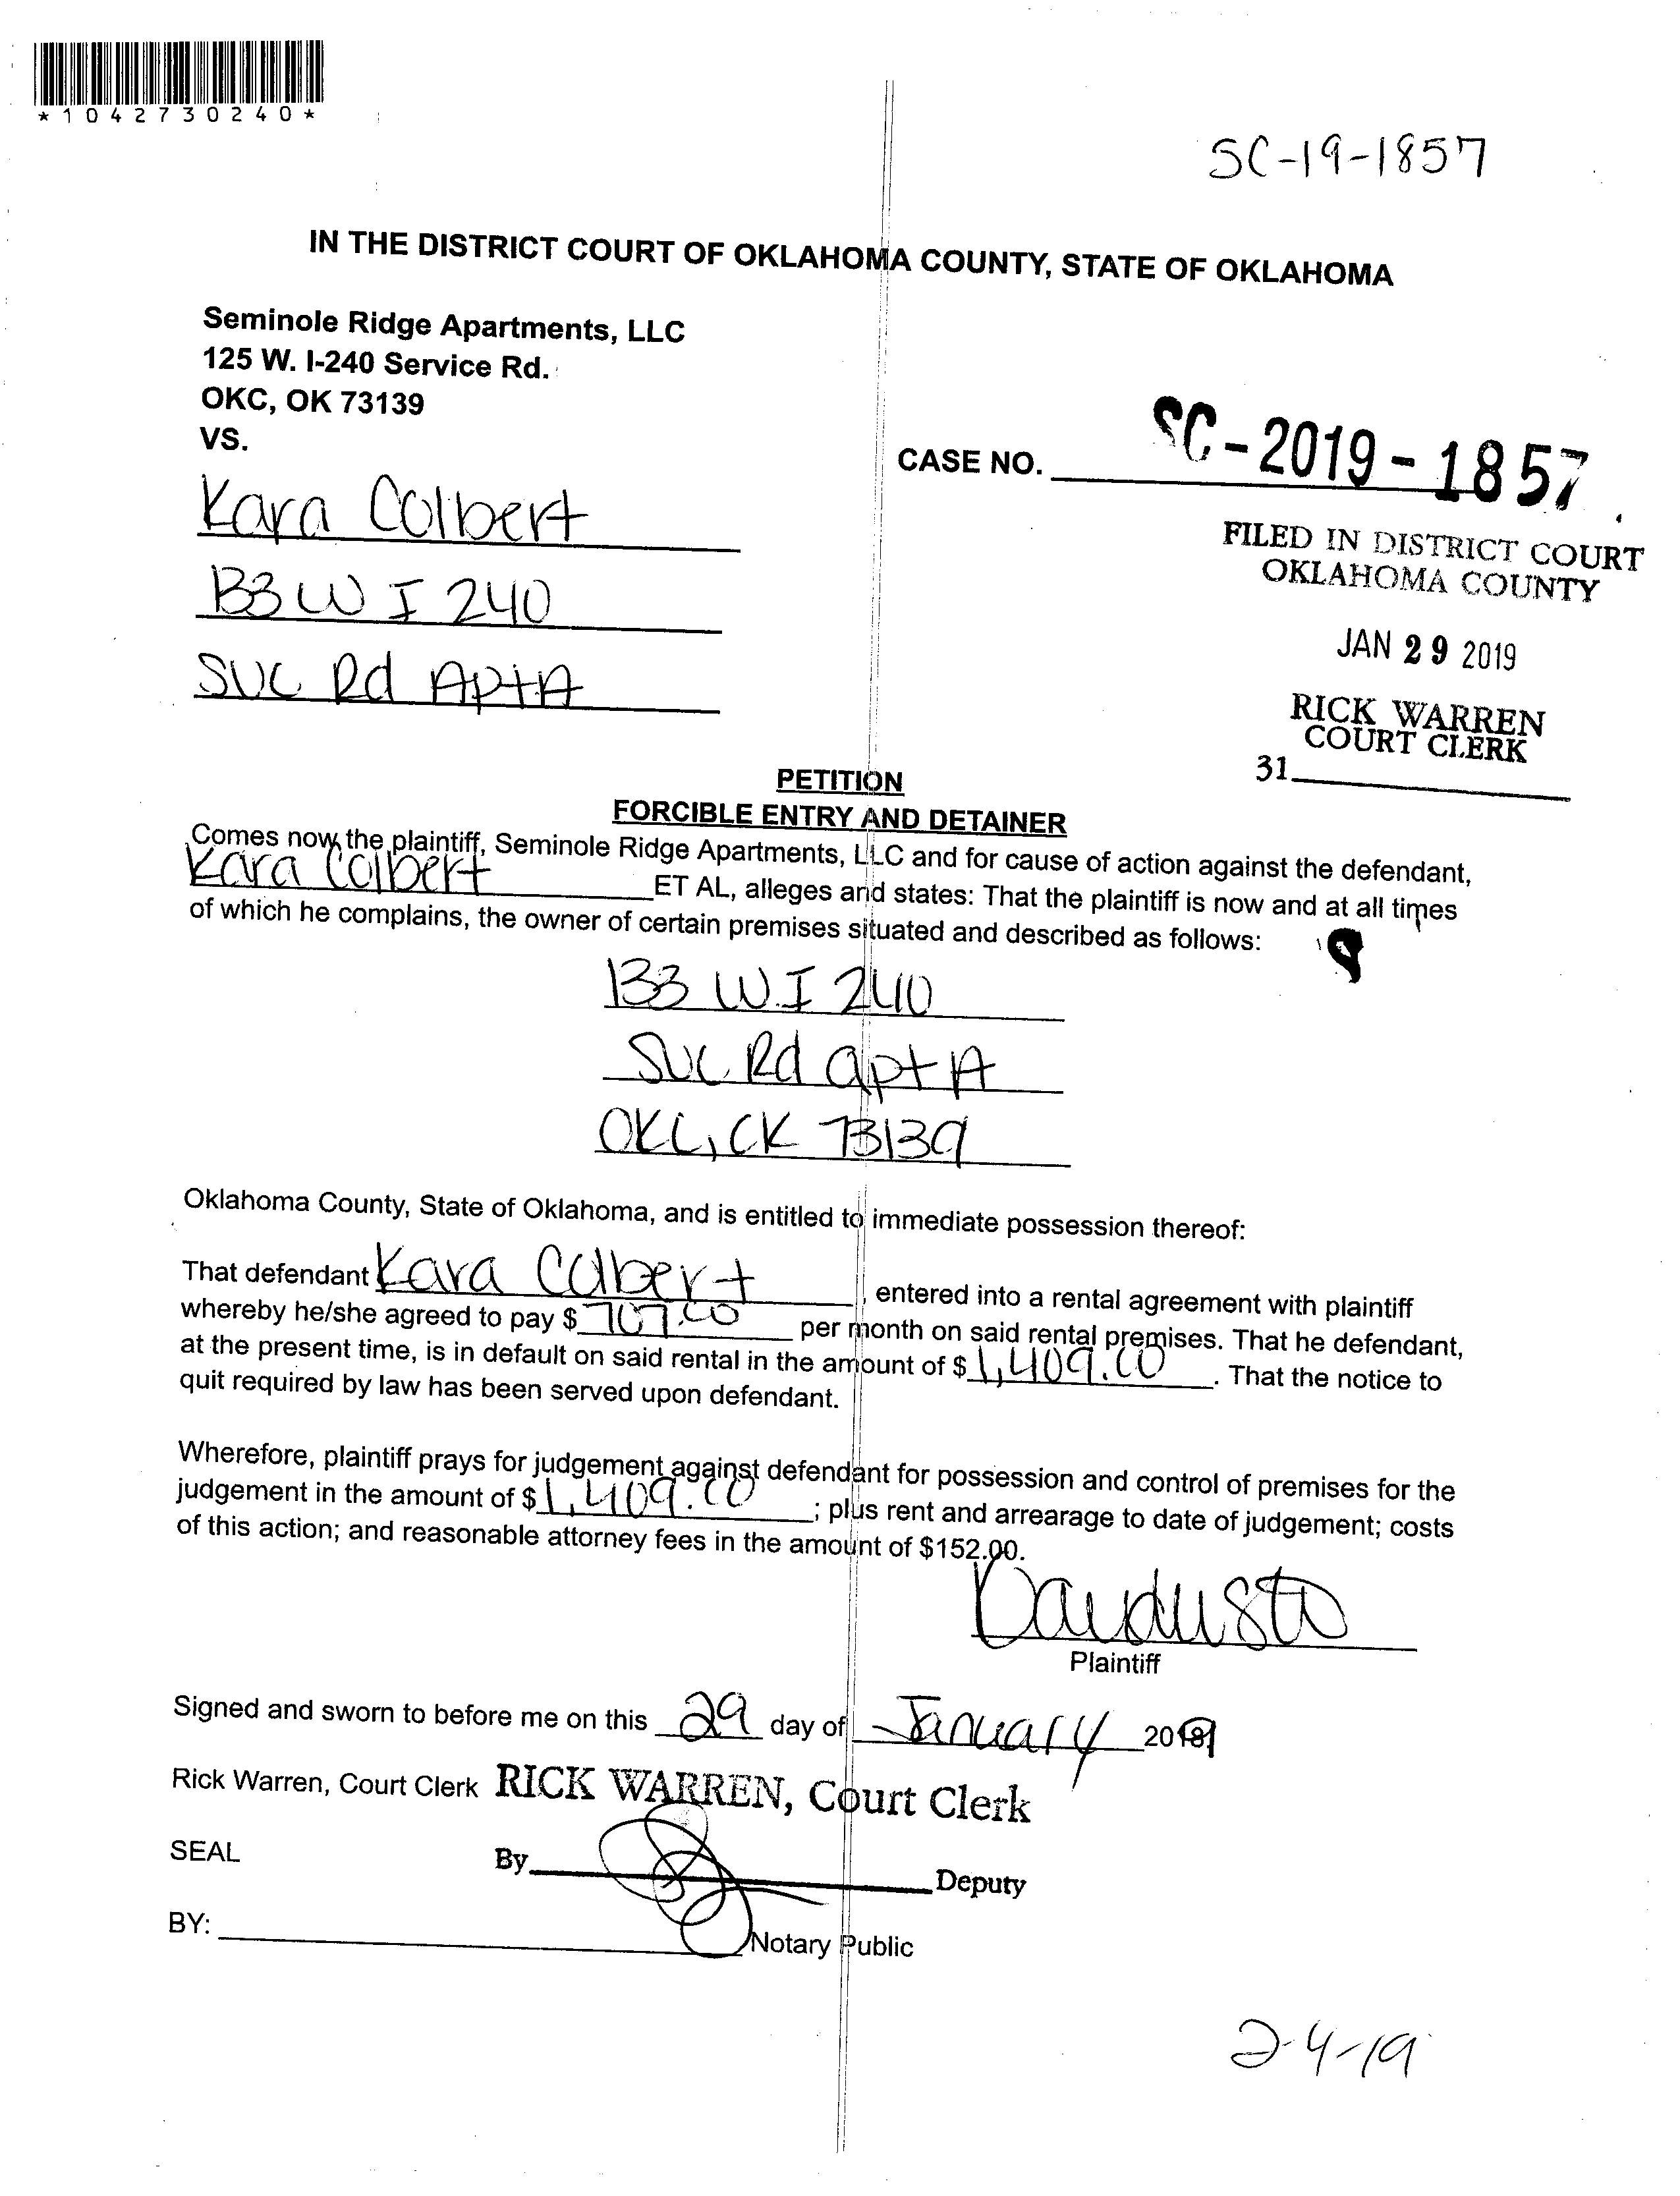 *1042730240*
SC-19-1857
IN THE DISTRICT COURT OF OKLAHOMA COUNTY, STATE OF OKLAHOMA
Seminole Ridge Apartments, LLC
125 W. I-240 Service Rd.
OKC, OK 73139
VS.
CASE NO. SC-2019-1857
Kara Colbert
133 W I 240
SVC Rd Apt A
FILED IN DISTRICT COURT
OKLAHOMA COUNTY
JAN 29 2019
RICK WARREN
COURT CLERK
31
PETITION
FORCIBLE ENTRY AND DETAINER
Comes now the plaintiff, Seminole Ridge Apartments, LLC and for cause of action against the defendant,
Kara Colbert ET AL, alleges and states: That the plaintiff is now and at all times
of which he complains, the owner of certain premises situated and described as follows:
133 W. I 240
SVC Rd apt A
OKC, OK 73139
Oklahoma County, State of Oklahoma, and is entitled to immediate possession thereof:
That defendant Kara Colbert, entered into a rental agreement with plaintiff
whereby he/she agreed to pay $ 707.00 per month on said rental premises. That he defendant,
at the present time, is in default on said rental in the amount of $ 1,409.00. That the notice to
quit required by law has been served upon defendant.
Wherefore, plaintiff prays for judgement against defendant for possession and control of premises for the
judgement in the amount of $ 1,409.00; plus rent and arrearage to date of judgement; costs
of this action; and reasonable attorney fees in the amount of $152.00.
Plaintiff
Signed and sworn to before me on this 29 day of January 2019
Rick Warren, Court Clerk RICK WARREN, Court Clerk
SEAL By Deputy
BY: Notary Public
2-4-19